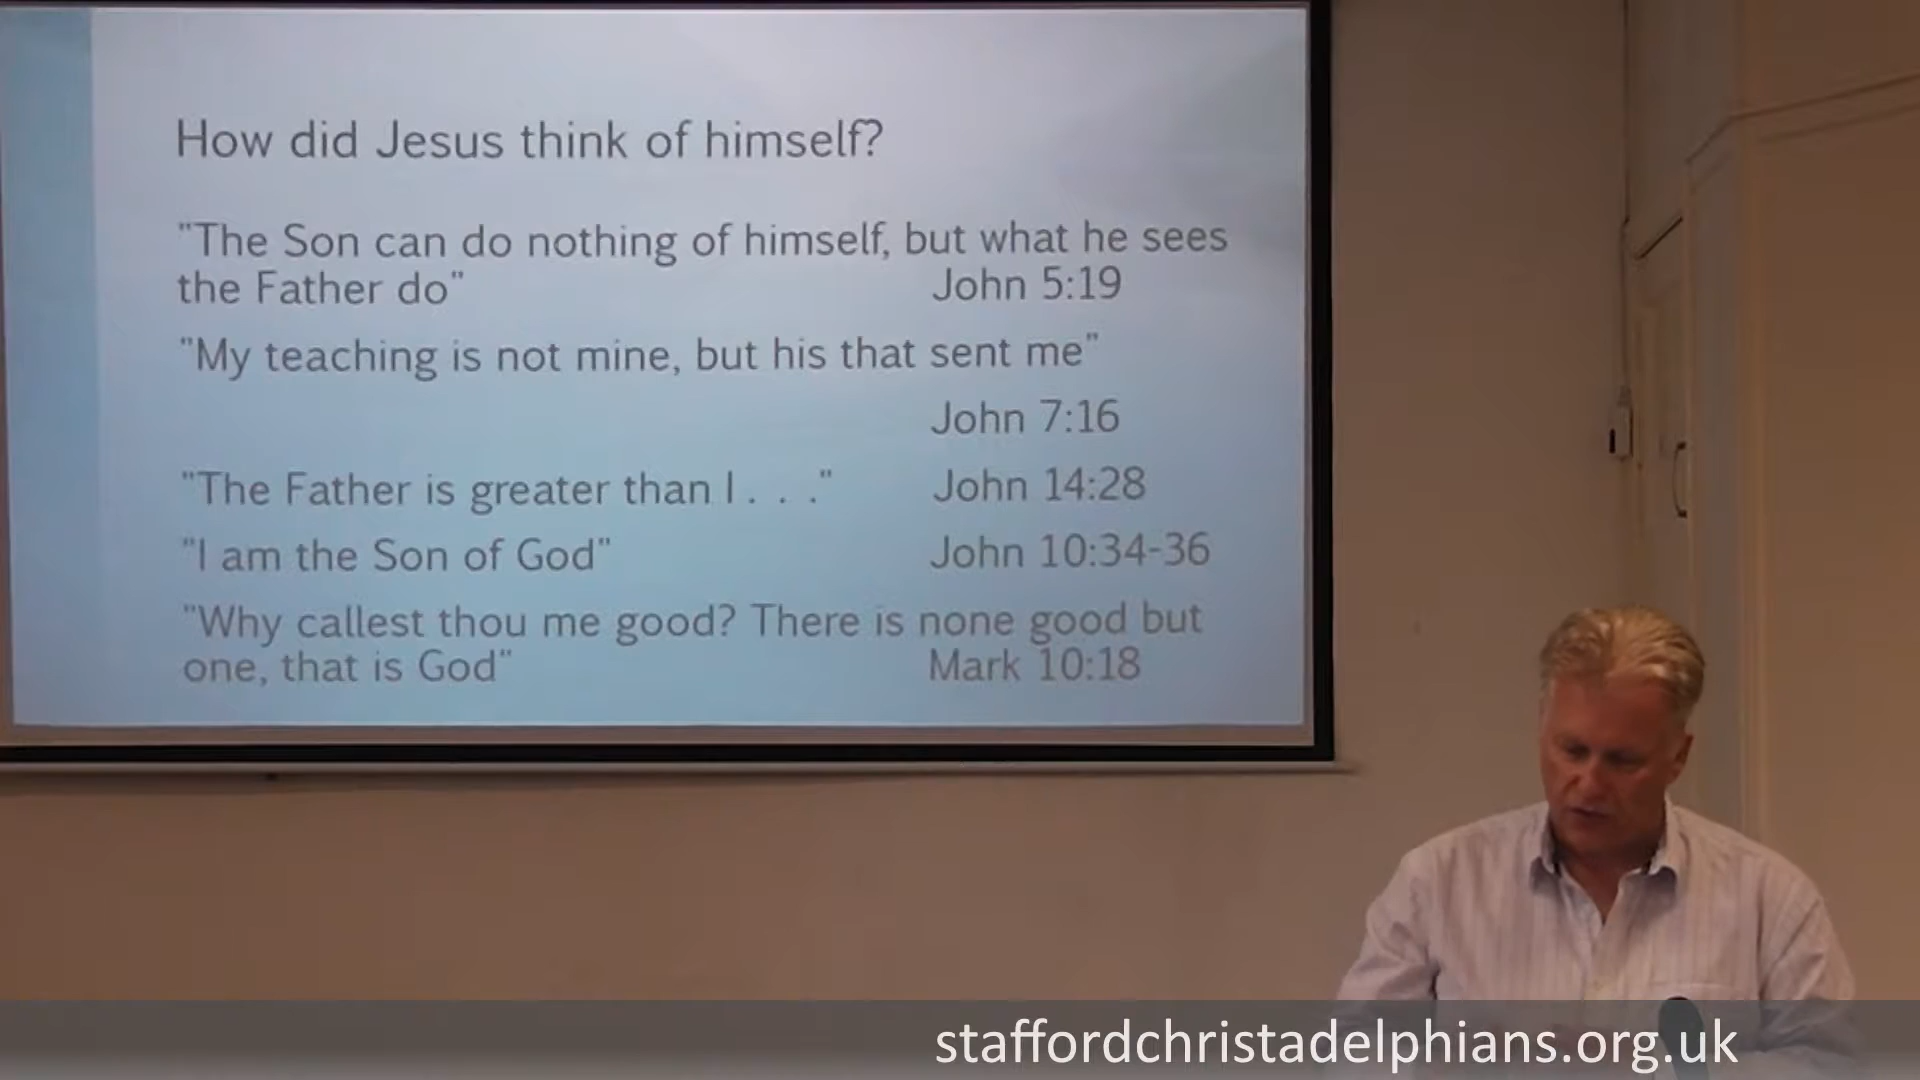 How did Jesus think of himself?
"The Son can do nothing of himself, but what he sees
the Father do" John 5:19
"My teaching is not mine, but his that sent me"
John 7:16
"The Father is greater than I . . ." John 14:28
"I am the Son of God" John 10:34-36
"Why callest thou me good? There is none good but
one, that is God" Mark 10:18
staffordchristadelphians.org.uk